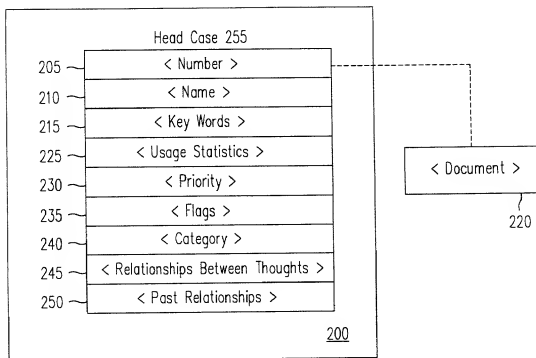 Head Case 255
205 < Number >
210 < Name >
215 < Key Words >
225 < Usage Statistics >
230 < Priority >
235 < Flags >
240 < Category >
245 < Relationships Between Thoughts >
250 < Past Relationships >
200
< Document >
220